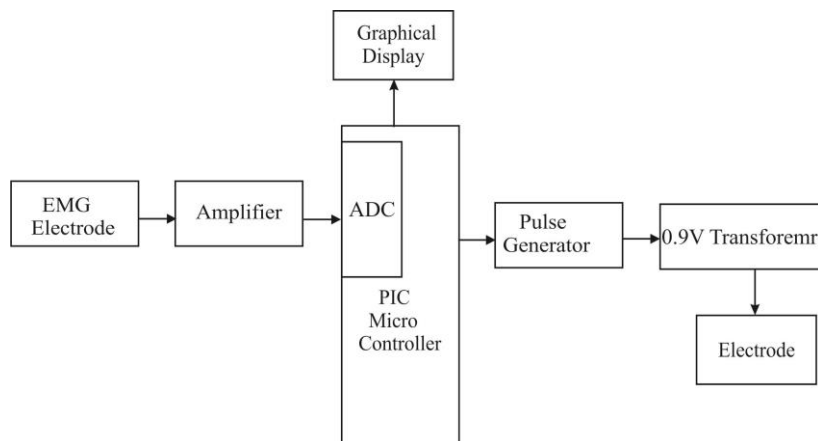 Graphical
Display
EMG
Electrode
Amplifier
ADC
PIC
Micro
Controller
Pulse
Generator
0.9V Transforemr
Electrode